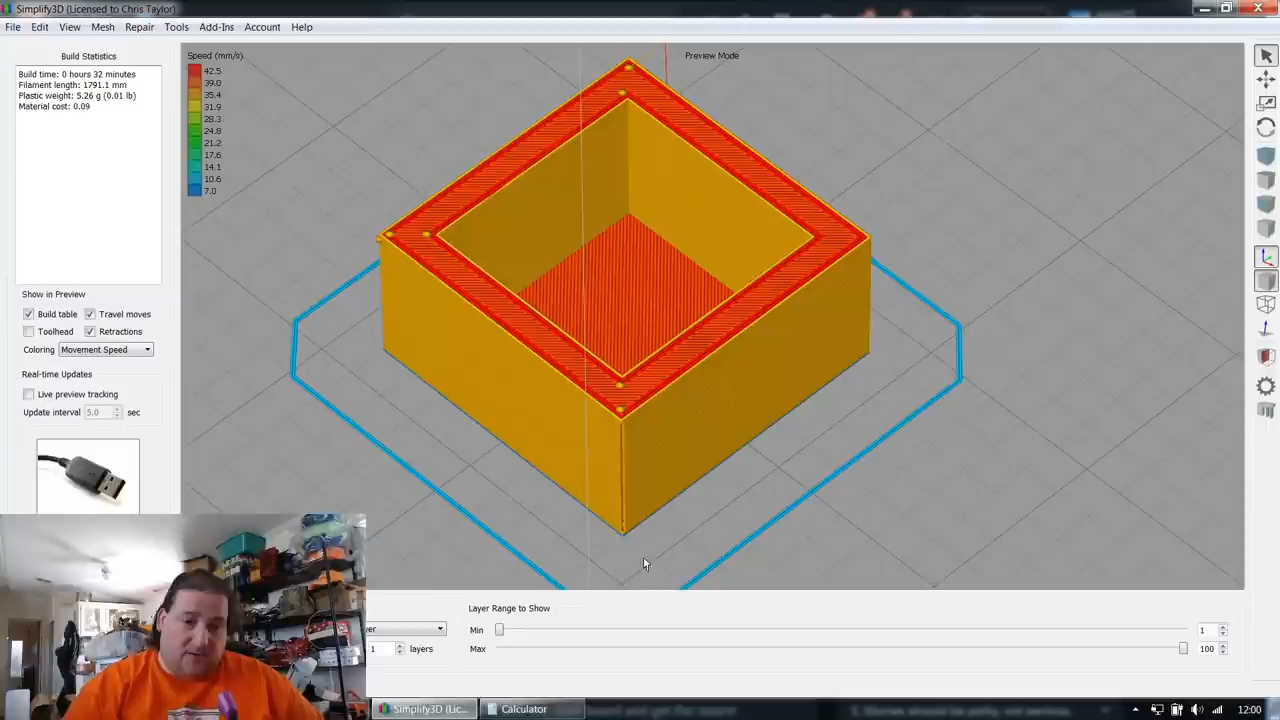 Simplify3D (Licensed to Chris Taylor)
File Edit View Mesh Repair Tools Add-Ins Account Help
Build Statistics
Build time: 0 hours 32 minutes
Filament length: 1791.1 mm
Plastic weight: 5.26 g (0.01 lb)
Material cost: 0.09
Speed (mm/s)
42.5
39.0
35.4
31.9
28.3
24.8
21.2
17.6
14.1
10.6
7.0
Preview Mode
Show in Preview
Build table Travel moves
Toolhead Retractions
Coloring Movement Speed
Real-time Updates
Live preview tracking
Update interval 5.0 sec
Layer Range to Show
Min 1
1 layers
Max 100
Simplify3D (Lic...
Calculator
12:00